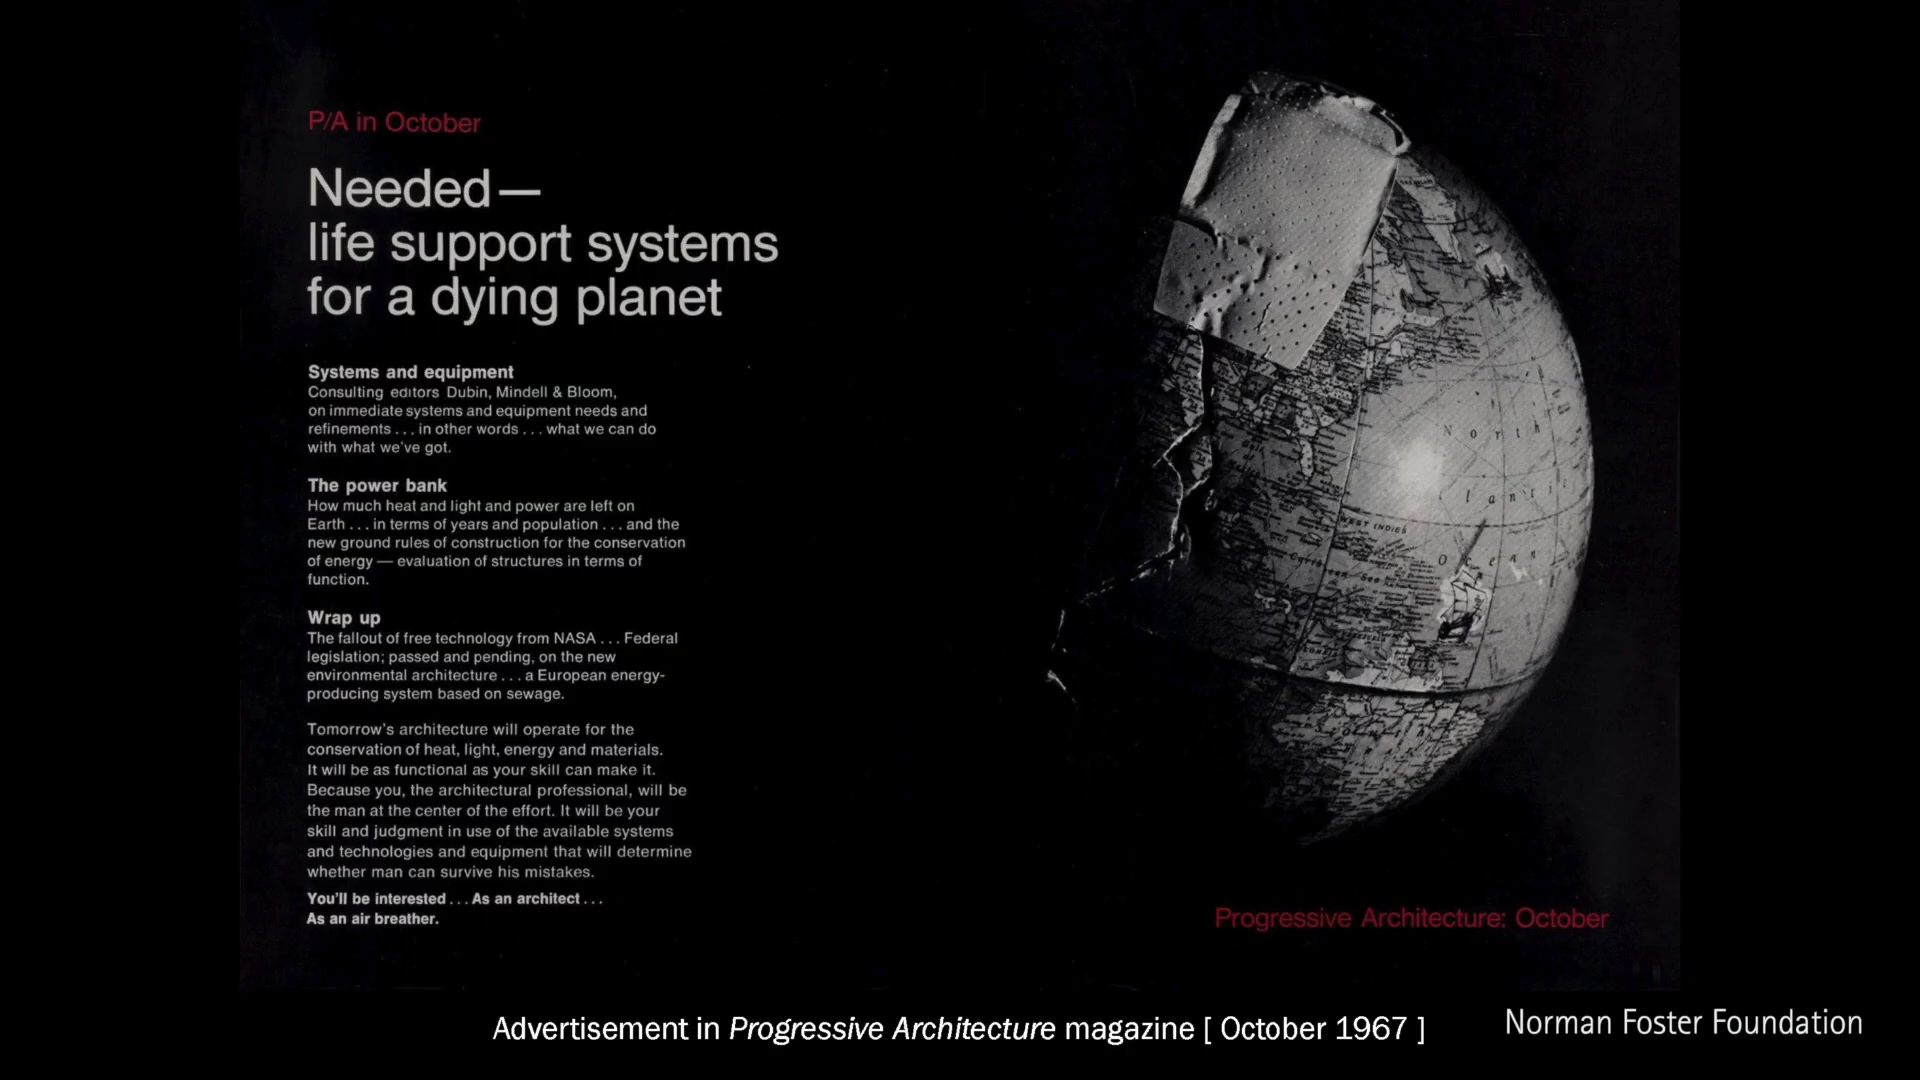 P/A in October
Needed—
life support systems
for a dying planet
Systems and equipment
Consulting editors Dubin, Mindell & Bloom,
on immediate systems and equipment needs and
refinements . . . in other words . . . what we can do
with what we've got.
The power bank
How much heat and light and power are left on
Earth . . . in terms of years and population . . . and the
new ground rules of construction for the conservation
of energy — evaluation of structures in terms of
function.
Wrap up
The fallout of free technology from NASA . . . Federal
legislation; passed and pending, on the new
environmental architecture . . . a European energy-
producing system based on sewage.
Tomorrow's architecture will operate for the
conservation of heat, light, energy and materials.
It will be as functional as your skill can make it.
Because you, the architectural professional, will be
the man at the center of the effort. It will be your
skill and judgment in use of the available systems
and technologies and equipment that will determine
whether man can survive his mistakes.
You'll be interested . . . As an architect . . .
As an air breather.
North
WEST INDIES
Ocean
Caribbean Sea
Progressive Architecture: October
Advertisement in Progressive Architecture magazine [ October 1967 ]
Norman Foster Foundation